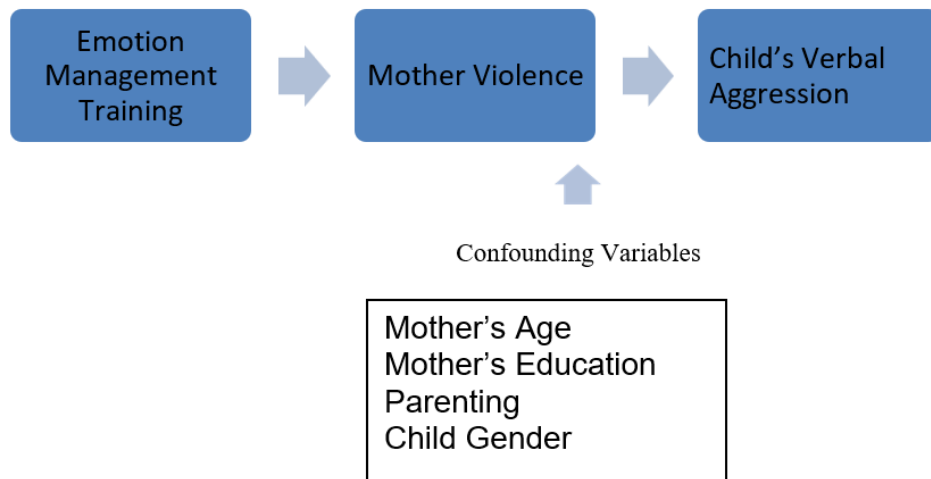 Emotion
Management
Training
Mother Violence
Child’s Verbal
Aggression
Confounding Variables
Mother’s Age
Mother’s Education
Parenting
Child Gender